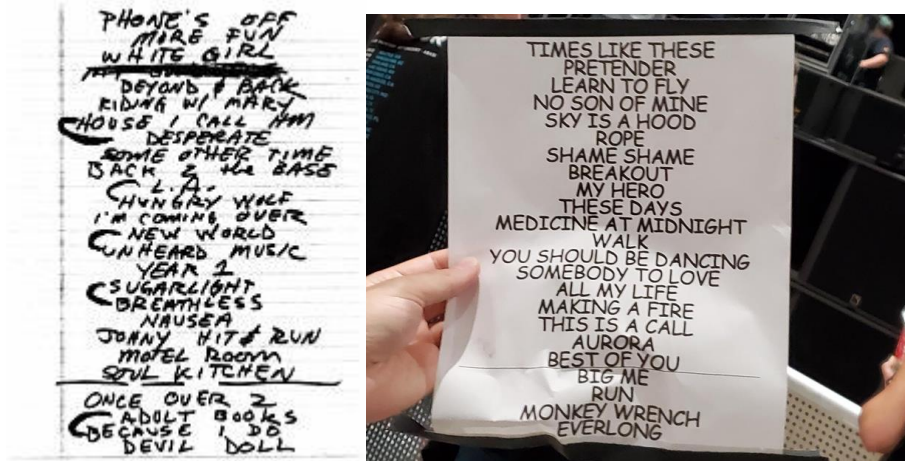 PHONE'S OFF
MORE FUN
WHITE GIRL
BEYOND & BACK
RIDING W/ MARY
HOUSE I CALL HM
DESPERATE
SOME OTHER TIME
BACK 2 the BASE
L.A.
HUNGRY WOLF
I'M COMING OVER
NEW WORLD
UNHEARD MUSIC
YEAR 1
SUGARLIGHT
BREATHLESS
NAUSEA
JOHNY HIT & RUN
MOTEL ROOM
SOUL KITCHEN
ONCE OVER 2
ADULT BOOKS
BECAUSE I DO
DEVIL DOLL
TIMES LIKE THESE
PRETENDER
LEARN TO FLY
NO SON OF MINE
SKY IS A HOOD
ROPE
SHAME SHAME
BREAKOUT
MY HERO
THESE DAYS
MEDICINE AT MIDNIGHT
WALK
YOU SHOULD BE DANCING
SOMEBODY TO LOVE
ALL MY LIFE
MAKING A FIRE
THIS IS A CALL
AURORA
BEST OF YOU
BIG ME
RUN
MONKEY WRENCH
EVERLONG